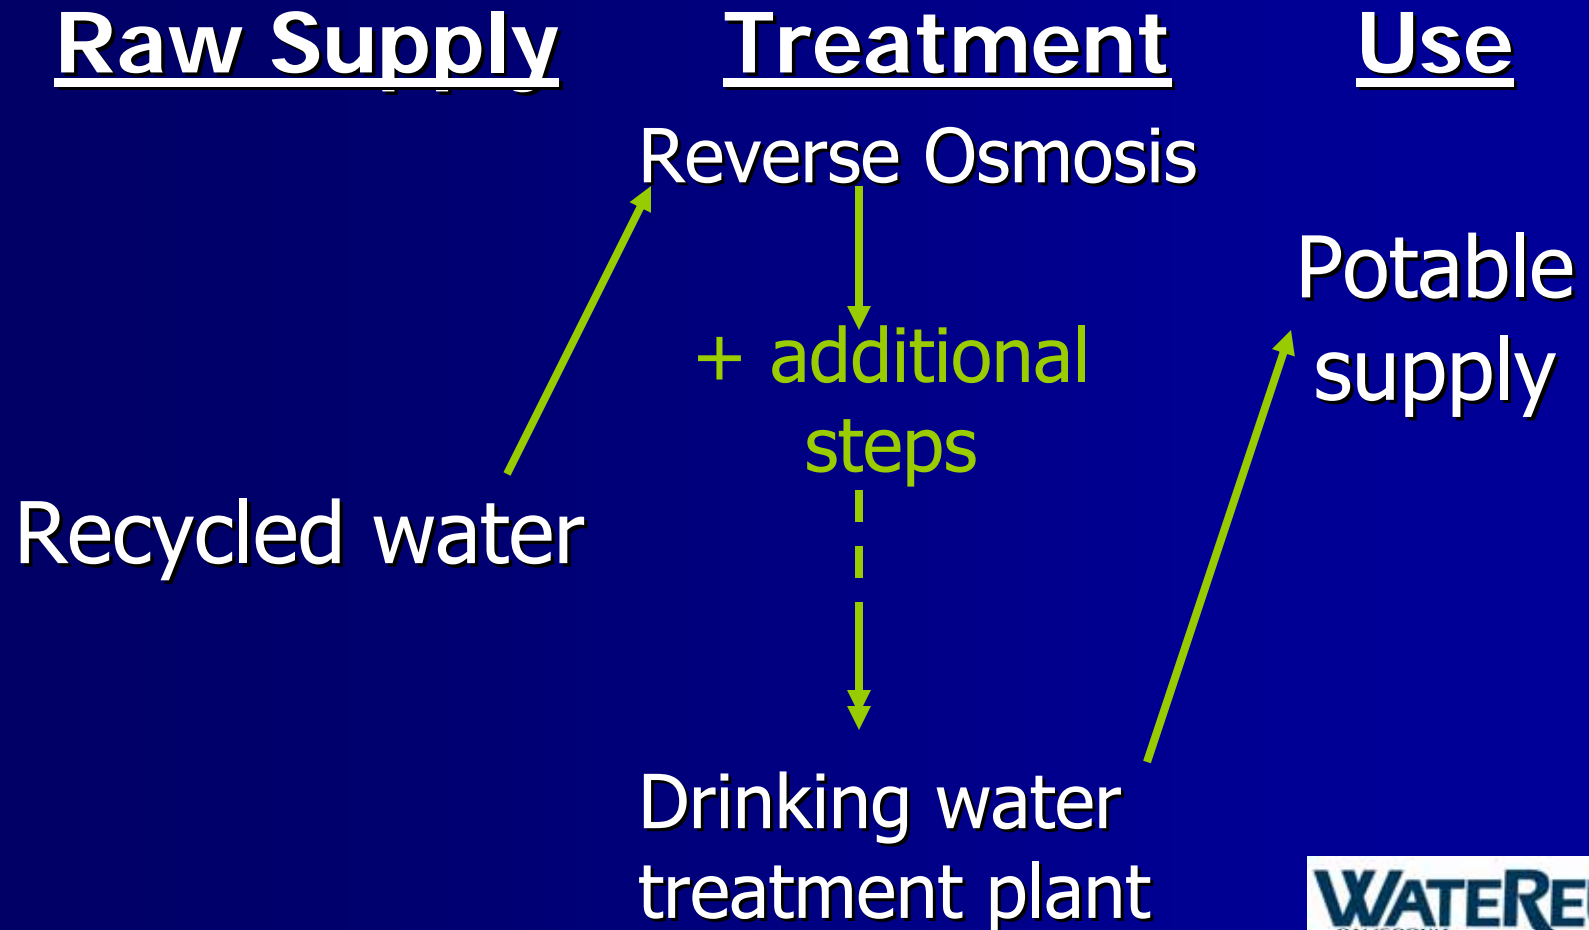 Raw Supply
Treatment
Use
Reverse Osmosis
Potable
supply
+ additional
steps
Recycled water
Drinking water
treatment plant